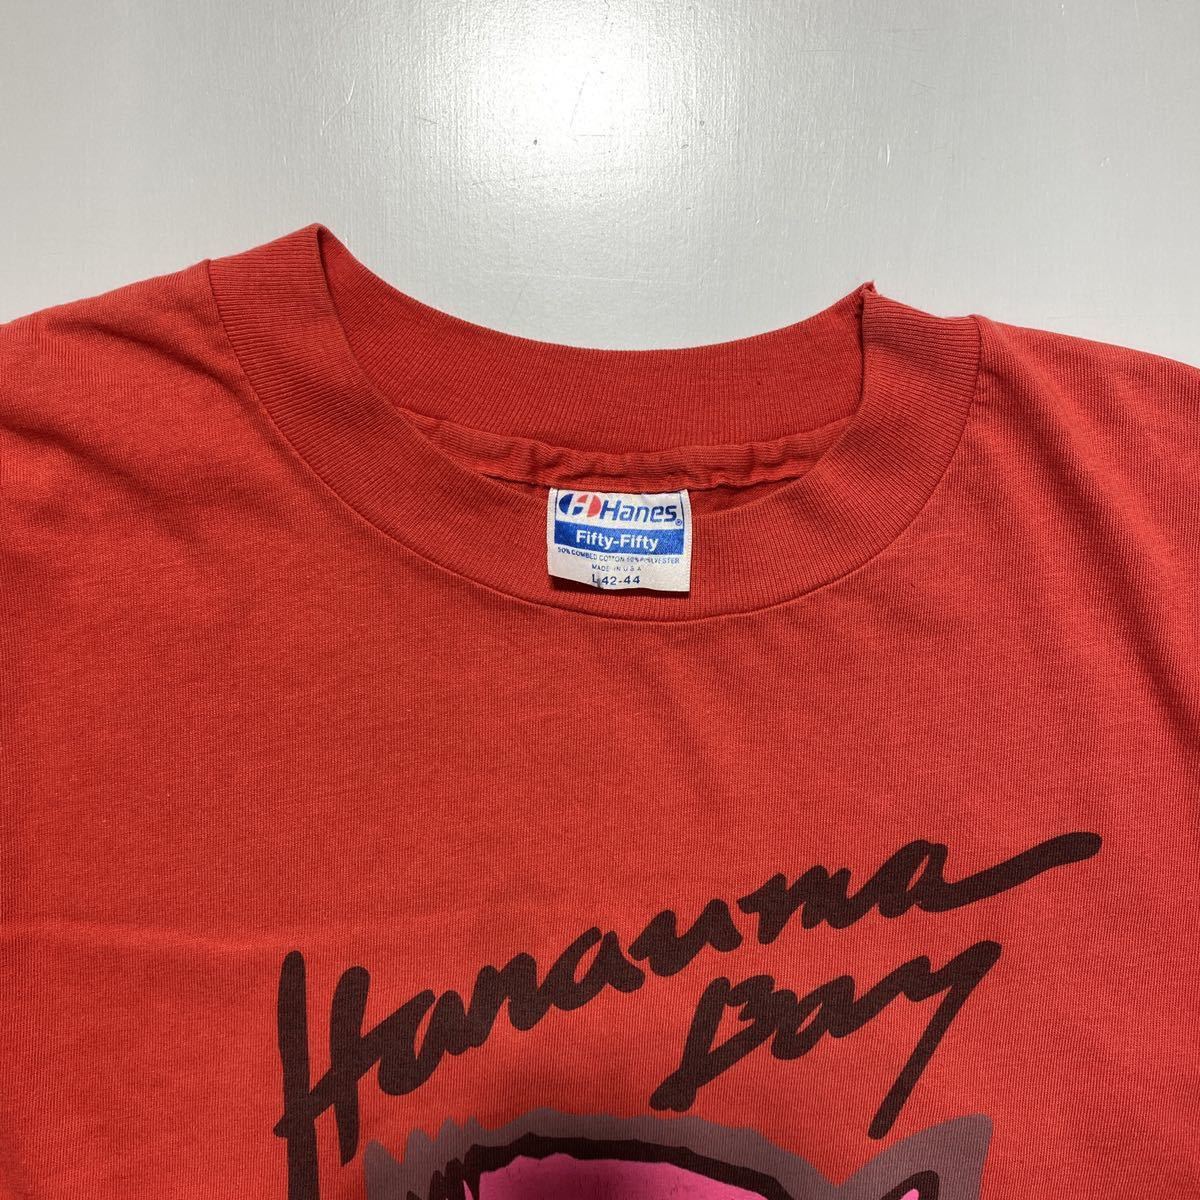 Hanes®
Fifty-Fifty
50% COMBED COTTON 50% POLYESTER
MADE IN U.S.A
L 42-44
Hanauma
Bay